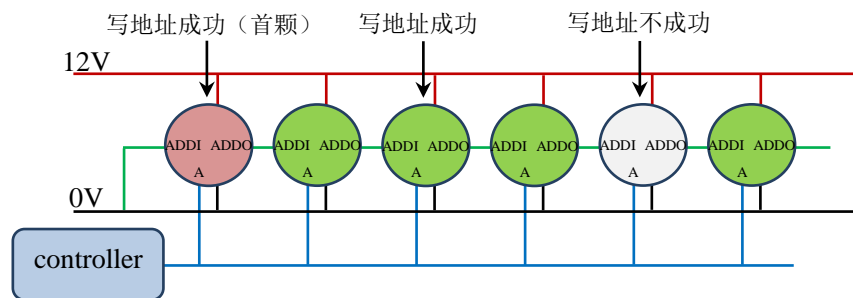 写地址成功（首颗） 写地址成功 写地址不成功
12V
ADDI ADDO ADDI ADDO ADDI ADDO ADDI ADDO ADDI ADDO ADDI ADDO
A A A A A A
0V
controller